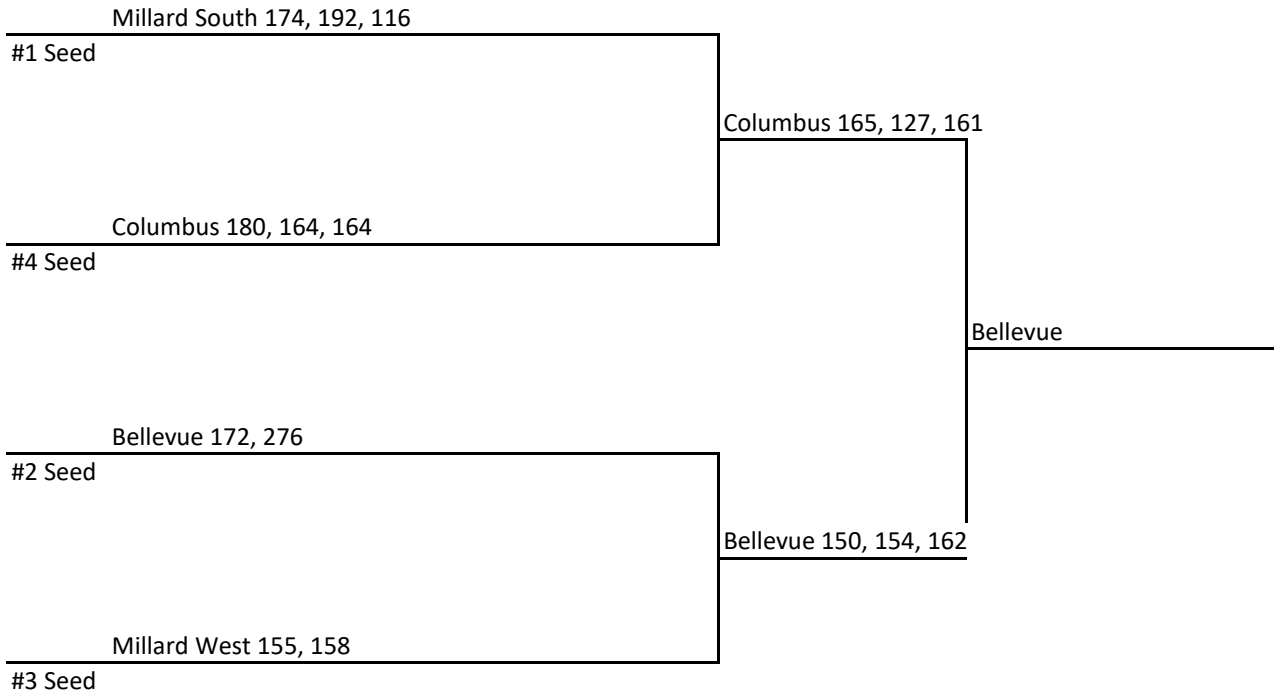 Millard South 174, 192, 116
#1 Seed
Columbus 165, 127, 161
Columbus 180, 164, 164
#4 Seed
Bellevue
Bellevue 172, 276
#2 Seed
Bellevue 150, 154, 162
Millard West 155, 158
#3 Seed